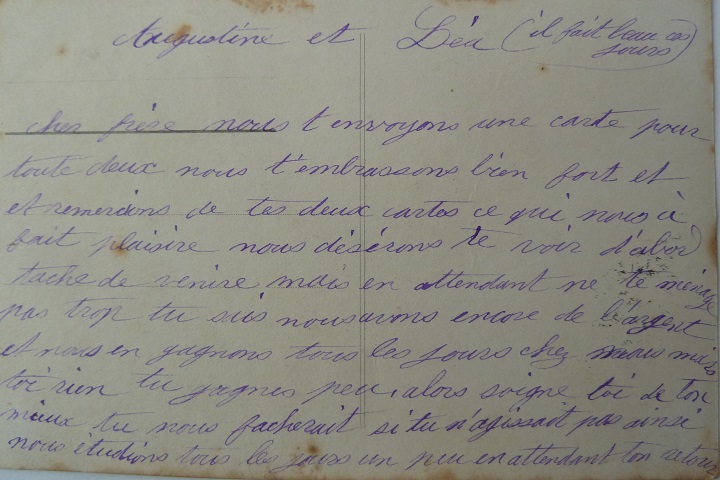 Augustine et Léa (il fait beau ces
jours)
cher frère nous t envoyons une carte pour
toute deux nous t'embrassons bien fort et
et remercions de tes deux cartes ce qui nous à
fait plaisire nous désérons te voir d'abor
tache de venire mais en attendant ne te ménage
pas trop tu sais nous avons encore de l'argent
et nous en gagnons tous les jours chez nous mais
toi rien tu gagnes peu, alors soigne toi de ton
mieux tu nous facherait si tu n'agissait pas ainsi
nous étudions tous les jours un peu en attendant ton retour